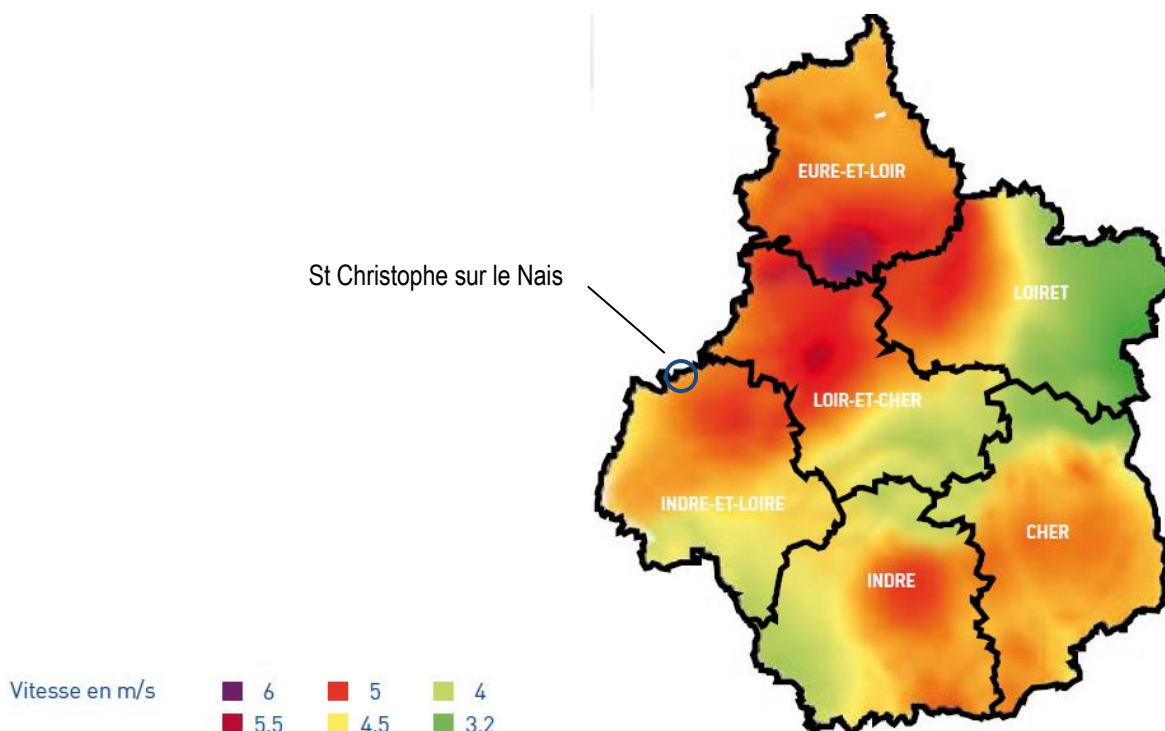 EURE-ET-LOIR
St Christophe sur le Nais
LOIRET
LOIR-ET-CHER
INDRE-ET-LOIRE
CHER
INDRE
Vitesse en m/s
6 5 4
5.5 4.5 3.2